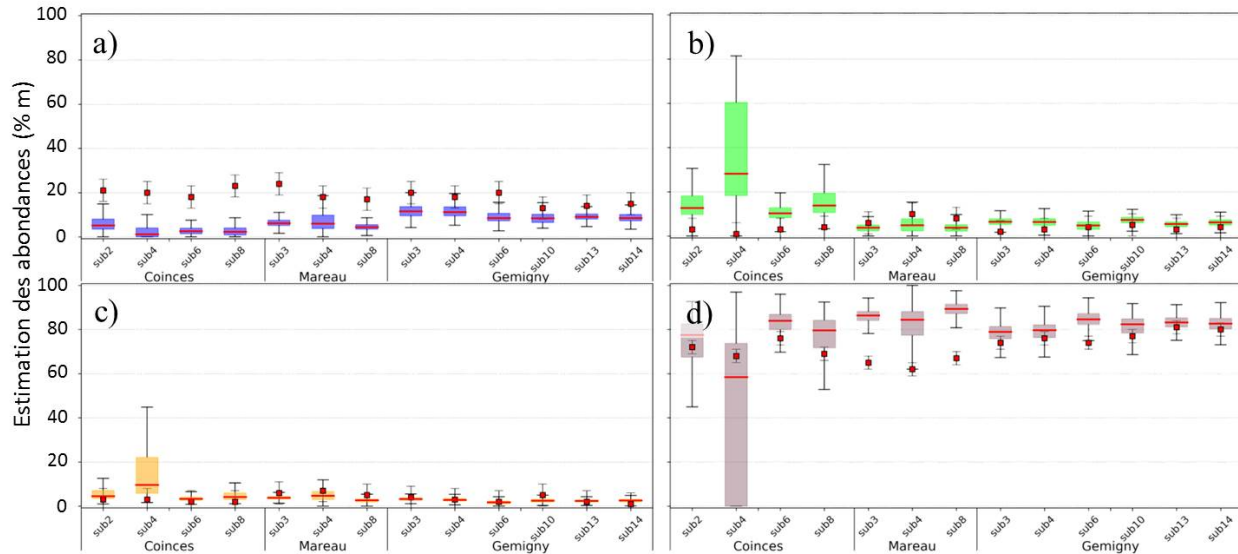 Estimation des abondances (% m)
100
80
60
40
20
0
a)
sub2 sub4 sub6 sub8 sub3 sub4 sub8 sub3 sub4 sub6 sub10 sub13 sub14
Coinces Mareau Gemigny
b)
sub2 sub4 sub6 sub8 sub3 sub4 sub8 sub3 sub4 sub6 sub10 sub13 sub14
Coinces Mareau Gemigny
100
80
60
40
20
0
c)
sub2 sub4 sub6 sub8 sub3 sub4 sub8 sub3 sub4 sub6 sub10 sub13 sub14
Coinces Mareau Gemigny
d)
sub2 sub4 sub6 sub8 sub3 sub4 sub8 sub3 sub4 sub6 sub10 sub13 sub14
Coinces Mareau Gemigny